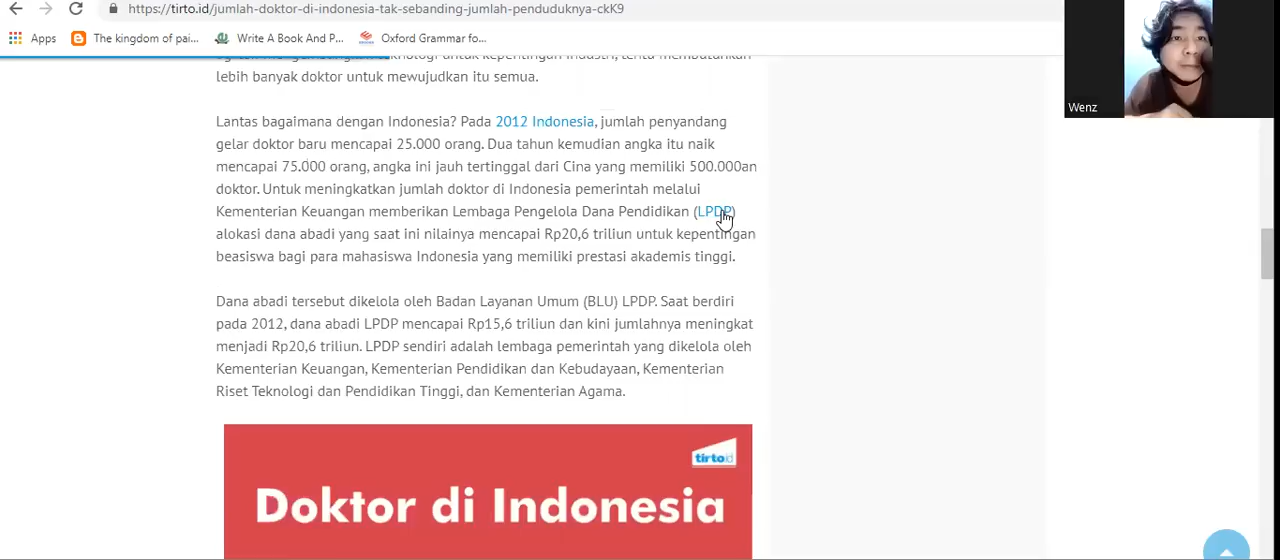 https://tirto.id/jumlah-doktor-di-indonesia-tak-sebanding-jumlah-penduduknya-ckK9
Apps The kingdom of pai... Write A Book And P... Oxford Grammar fo...
Wenz
lebih banyak doktor untuk mewujudkan itu semua.
Lantas bagaimana dengan Indonesia? Pada 2012 Indonesia, jumlah penyandang
gelar doktor baru mencapai 25.000 orang. Dua tahun kemudian angka itu naik
mencapai 75.000 orang, angka ini jauh tertinggal dari Cina yang memiliki 500.000an
doktor. Untuk meningkatkan jumlah doktor di Indonesia pemerintah melalui
Kementerian Keuangan memberikan Lembaga Pengelola Dana Pendidikan (LPDP)
alokasi dana abadi yang saat ini nilainya mencapai Rp20,6 triliun untuk kepentingan
beasiswa bagi para mahasiswa Indonesia yang memiliki prestasi akademis tinggi.
Dana abadi tersebut dikelola oleh Badan Layanan Umum (BLU) LPDP. Saat berdiri
pada 2012, dana abadi LPDP mencapai Rp15,6 triliun dan kini jumlahnya meningkat
menjadi Rp20,6 triliun. LPDP sendiri adalah lembaga pemerintah yang dikelola oleh
Kementerian Keuangan, Kementerian Pendidikan dan Kebudayaan, Kementerian
Riset Teknologi dan Pendidikan Tinggi, dan Kementerian Agama.
tirto.id
Doktor di Indonesia